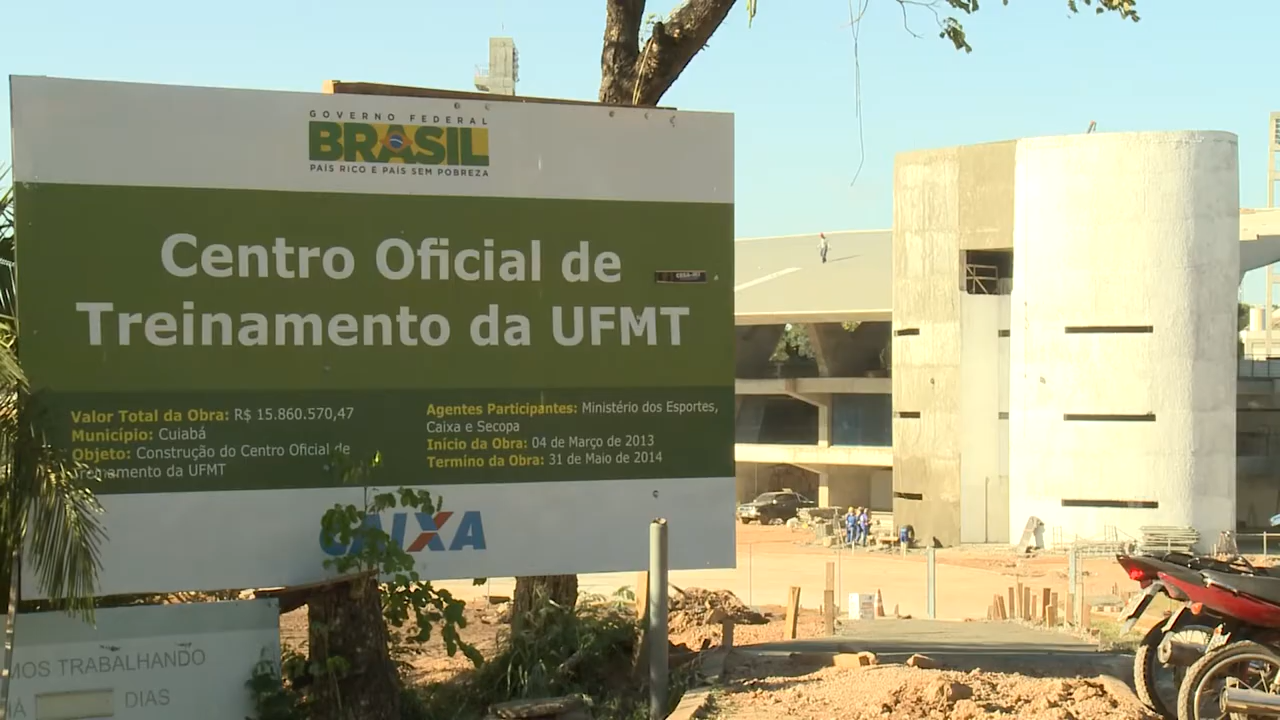 GOVERNO FEDERAL
BRASIL
PAÍS RICO É PAÍS SEM POBREZA
Centro Oficial de
Treinamento da UFMT
Valor Total da Obra: R$ 15.860.570,47
Município: Cuiabá
Objeto: Construção do Centro Oficial de
Treinamento da UFMT
Agentes Participantes: Ministério dos Esportes,
Caixa e Secopa
Início da Obra: 04 de Março de 2013
Termino da Obra: 31 de Maio de 2014
CAIXA
MOS TRABALHANDO
HÁ DIAS